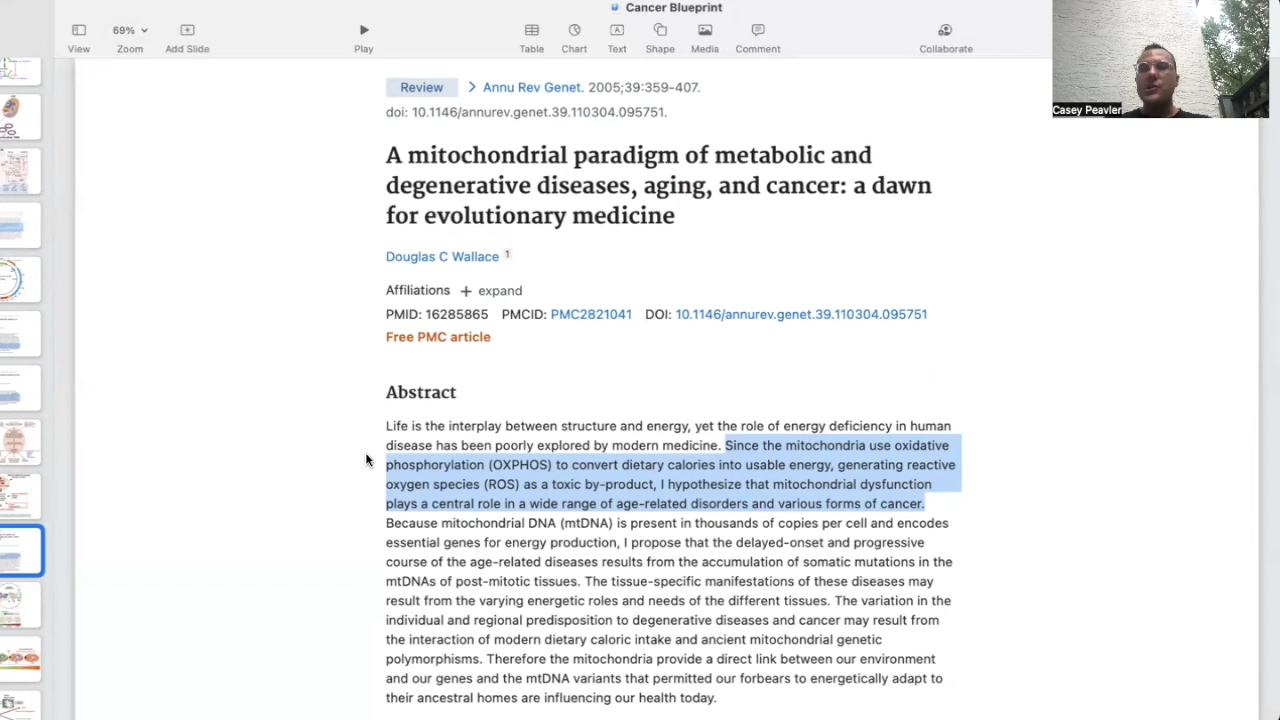 Cancer Blueprint
69%
View
Zoom
Add Slide
Play
Table
Chart
Text
Shape
Media
Comment
Collaborate
Casey Peavler
Review
Annu Rev Genet. 2005;39:359-407.
doi: 10.1146/annurev.genet.39.110304.095751.
A mitochondrial paradigm of metabolic and
degenerative diseases, aging, and cancer: a dawn
for evolutionary medicine
Douglas C Wallace 1
Affiliations + expand
PMID: 16285865 PMCID: PMC2821041 DOI: 10.1146/annurev.genet.39.110304.095751
Free PMC article
Abstract
Life is the interplay between structure and energy, yet the role of energy deficiency in human
disease has been poorly explored by modern medicine. Since the mitochondria use oxidative
phosphorylation (OXPHOS) to convert dietary calories into usable energy, generating reactive
oxygen species (ROS) as a toxic by-product, I hypothesize that mitochondrial dysfunction
plays a central role in a wide range of age-related disorders and various forms of cancer.
Because mitochondrial DNA (mtDNA) is present in thousands of copies per cell and encodes
essential genes for energy production, I propose that the delayed-onset and progressive
course of the age-related diseases results from the accumulation of somatic mutations in the
mtDNAs of post-mitotic tissues. The tissue-specific manifestations of these diseases may
result from the varying energetic roles and needs of the different tissues. The variation in the
individual and regional predisposition to degenerative diseases and cancer may result from
the interaction of modern dietary caloric intake and ancient mitochondrial genetic
polymorphisms. Therefore the mitochondria provide a direct link between our environment
and our genes and the mtDNA variants that permitted our forbears to energetically adapt to
their ancestral homes are influencing our health today.